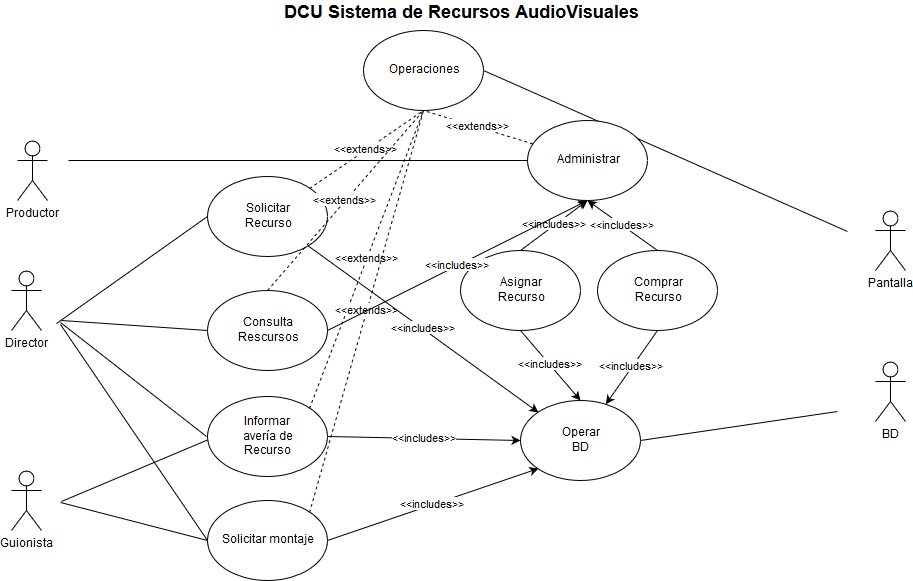 DCU Sistema de Recursos AudioVisuales
Operaciones
<<extends>>
<<extends>>
Administrar
Productor
Solicitar
Recurso
<<extends>>
<<includes>>
<<includes>>
Pantalla
<<extends>>
<<includes>>
Asignar
Recurso
Comprar
Recurso
Director
Consulta
Rescursos
<<extends>>
<<includes>>
<<includes>>
<<includes>>
Informar
avería de
Recurso
<<includes>>
Operar
BD
BD
<<includes>>
Guionista
Solicitar montaje